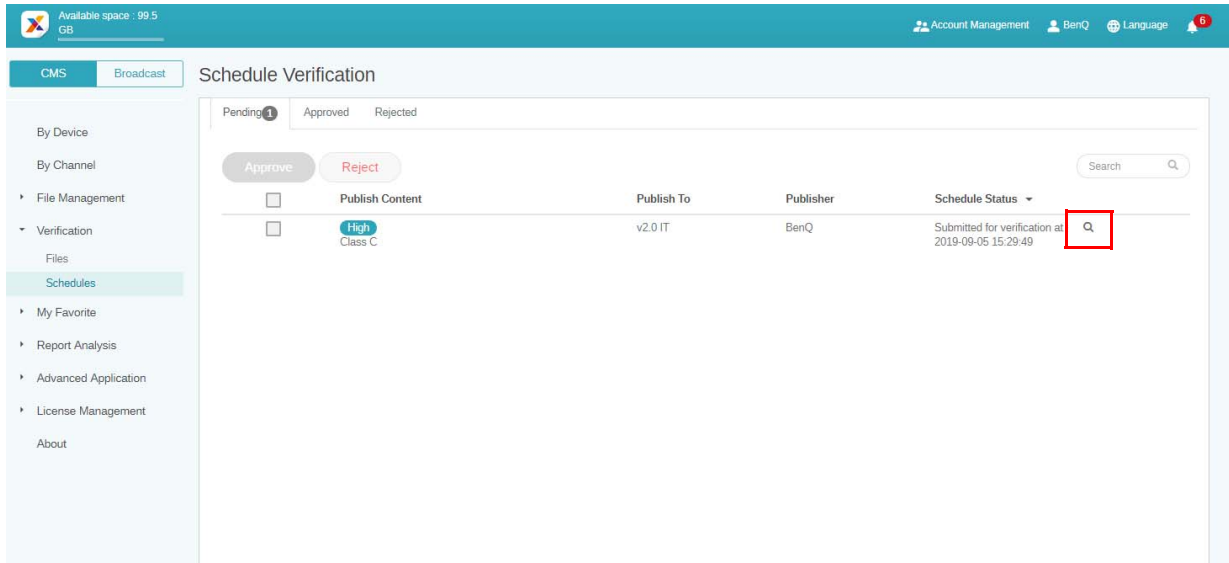 Available space : 99.5
GB
Account Management
BenQ
Language
6
CMS
Broadcast
Schedule Verification
Pending 1
Approved
Rejected
By Device
By Channel
File Management
Verification
Files
Schedules
My Favorite
Report Analysis
Advanced Application
License Management
About
Approve
Reject
Search
Publish Content
Publish To
Publisher
Schedule Status
High
Class C
v2.0 IT
BenQ
Submitted for verification at
2019-09-05 15:29:49